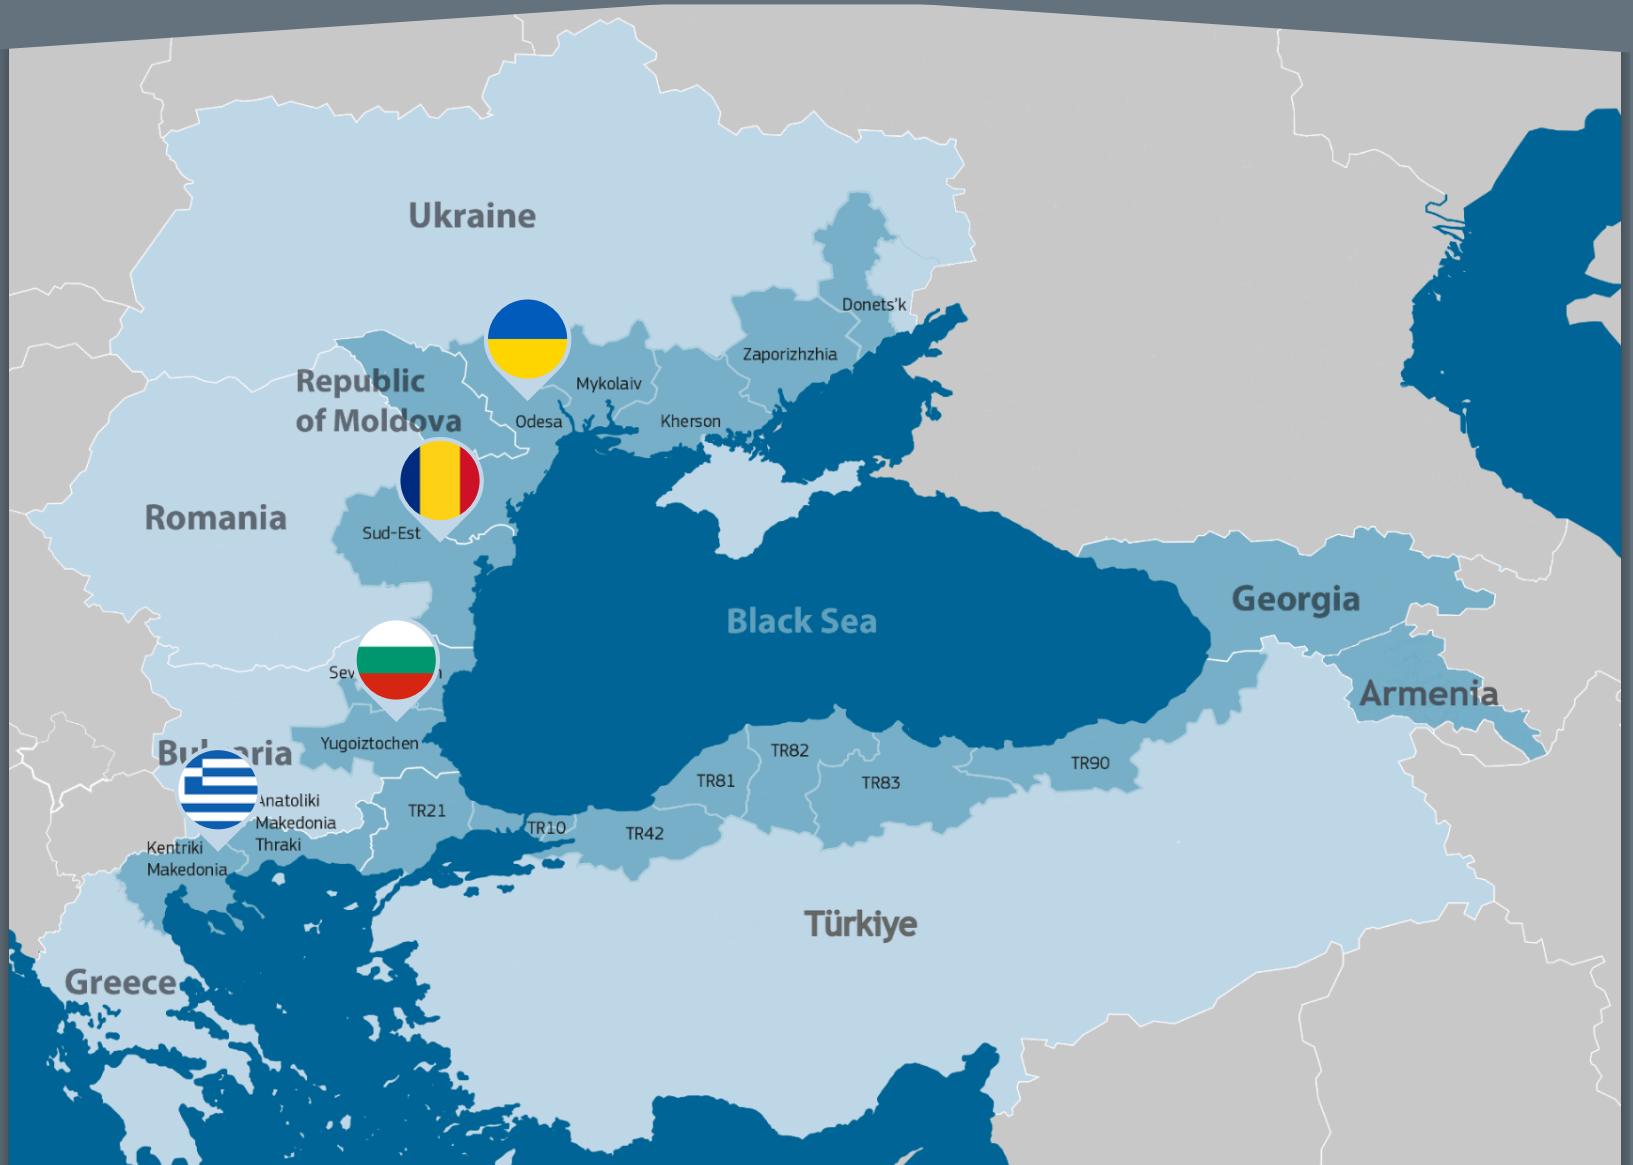 Ukraine
Donets'k
Zaporizhzhia
Republic
of Moldova
Mykolaiv
Odesa
Kherson
Romania
Sud-Est
Georgia
Black Sea
Armenia
Yugoiztochen
TR82
TR90
TR81
TR83
TR21
TR10
TR42
Anatoliki
Makedonia
Thraki
Kentriki
Makedonia
Türkiye
Greece